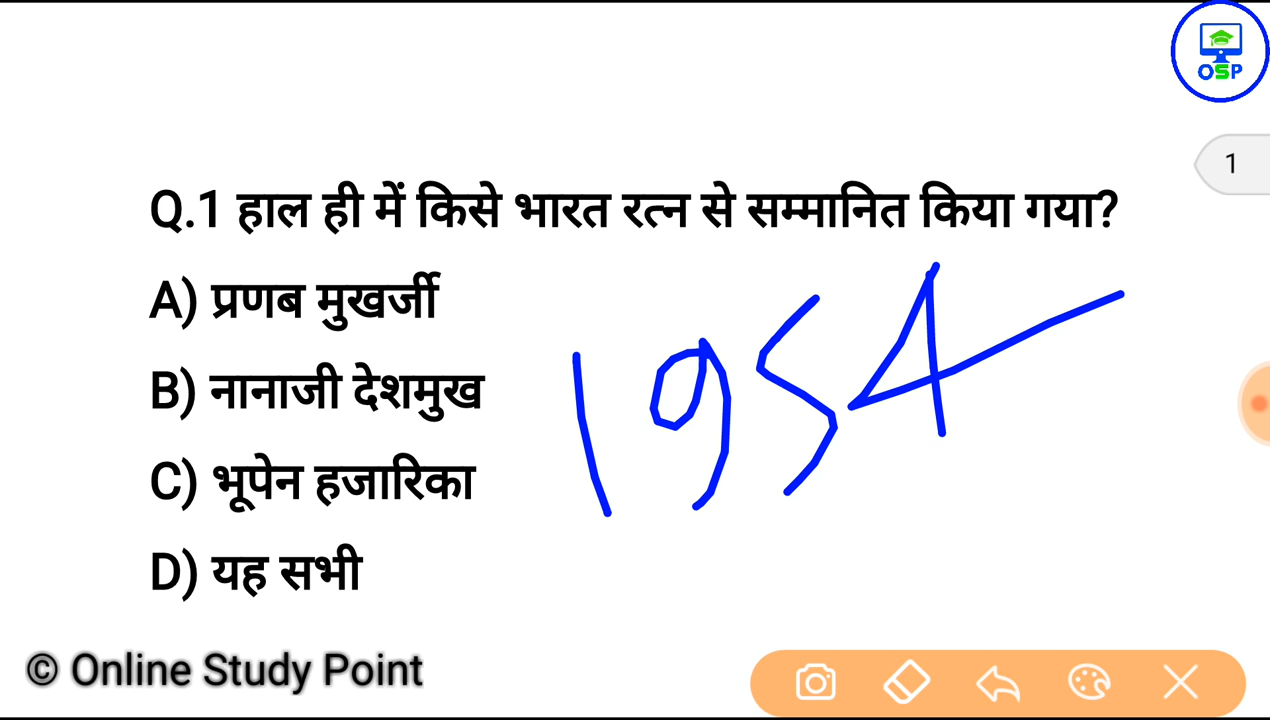 OSP
1
Q.1 हाल ही में किसे भारत रत्न से सम्मानित किया गया?
A) प्रणब मुखर्जी
B) नानाजी देशमुख
1954
C) भूपेन हजारिका
D) यह सभी
© Online Study Point